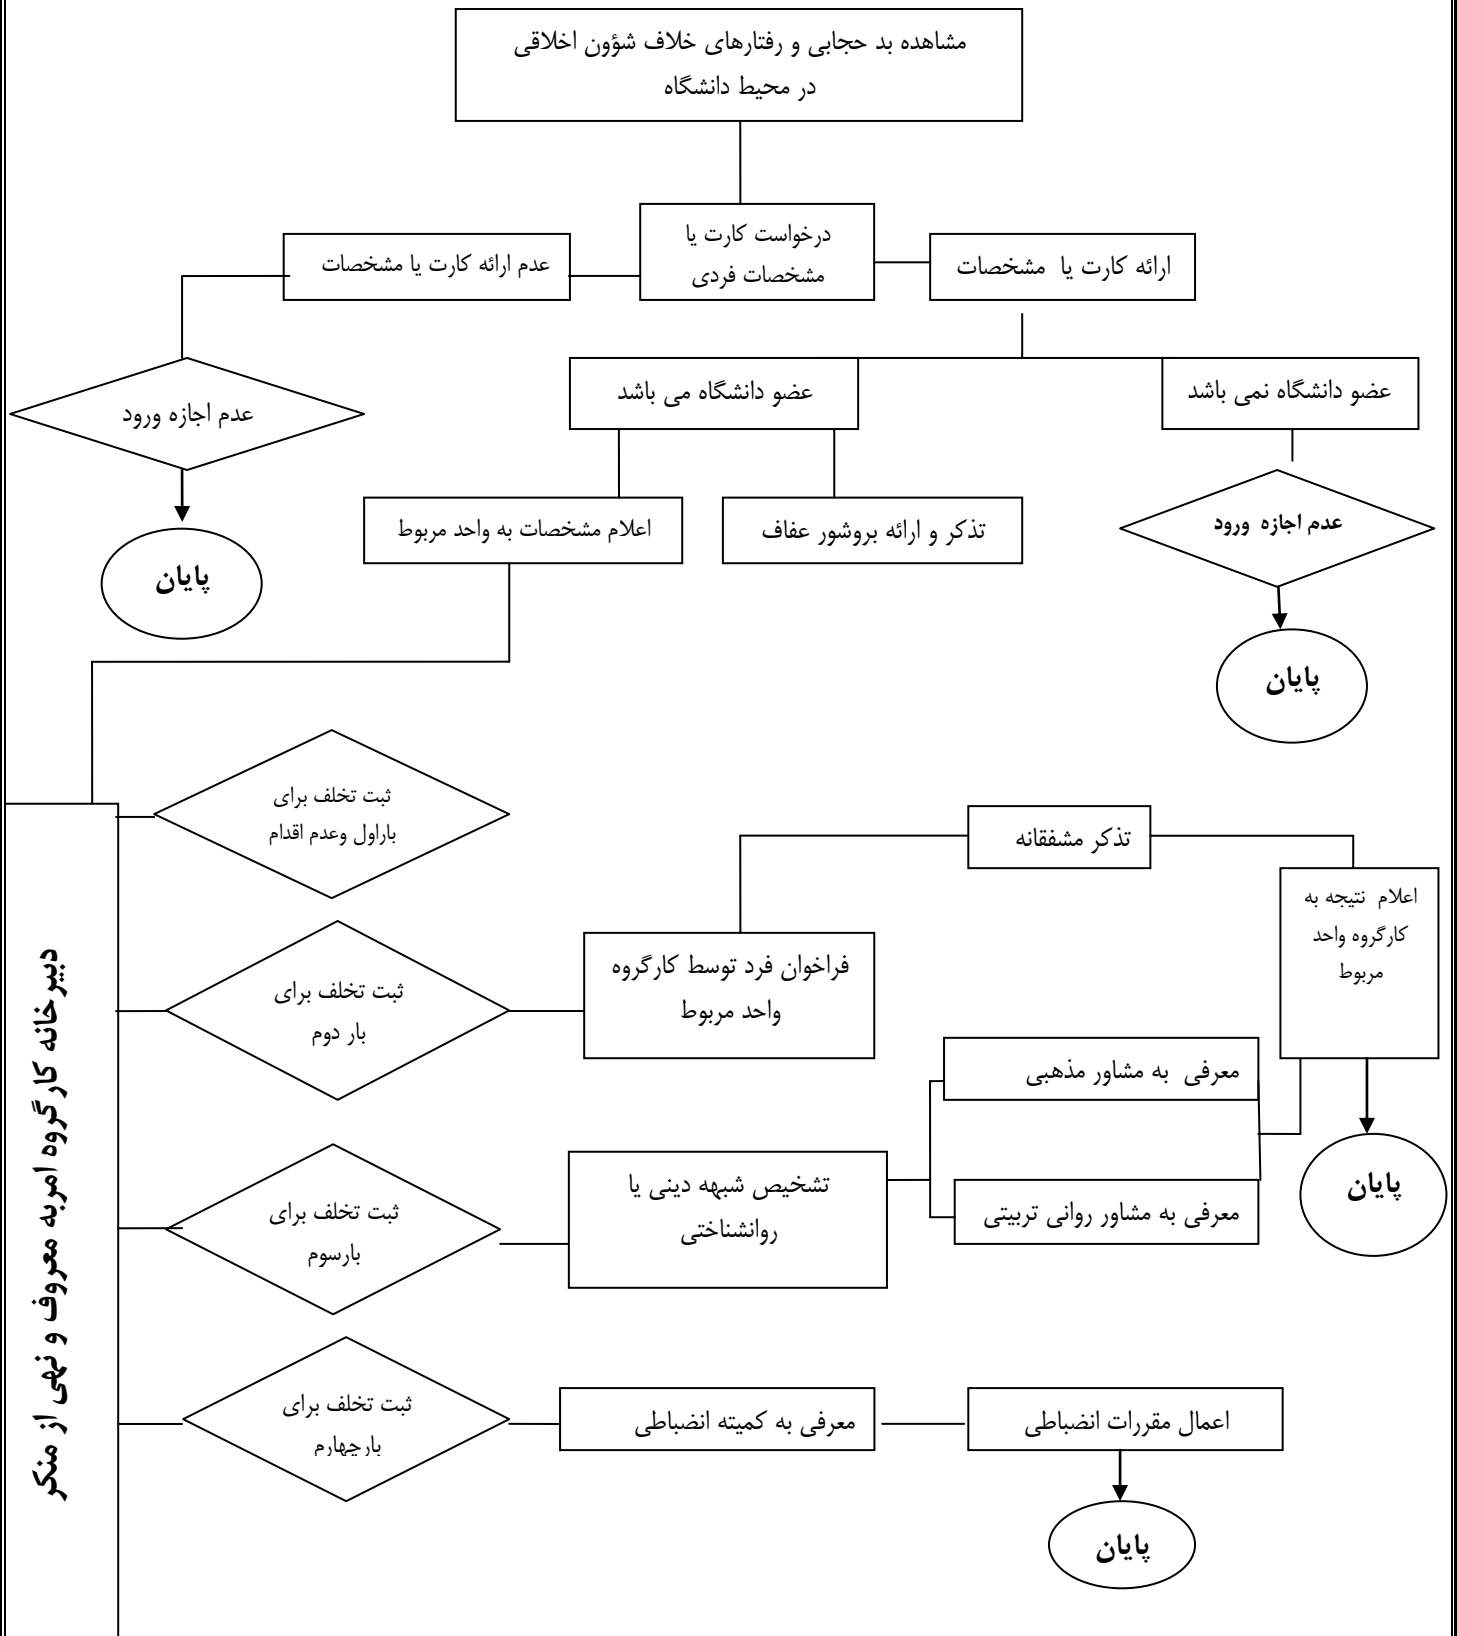 مشاهده بد حجابی و رفتارهای خلاف شؤون اخلاقی
در محیط دانشگاه
درخواست کارت یا
مشخصات فردی
ارائه کارت یا مشخصات
عدم ارائه کارت یا مشخصات
عضو دانشگاه نمی باشد
عضو دانشگاه می باشد
عدم اجازه ورود
عدم اجازه ورود
تذکر و ارائه بروشور عفاف
اعلام مشخصات به واحد مربوط
پایان
پایان
دبیرخانه کارگروه امربه معروف و نهی از منکر
ثبت تخلف برای
باراول وعدم اقدام
تذکر مشفقانه
اعلام نتیجه به
کارگروه واحد
مربوط
ثبت تخلف برای
بار دوم
فراخوان فرد توسط کارگروه
واحد مربوط
معرفی به مشاور مذهبی
پایان
ثبت تخلف برای
بارسوم
تشخیص شبهه دینی یا
روانشناختی
معرفی به مشاور روانی تربیتی
ثبت تخلف برای
بارچهارم
معرفی به کمیته انضباطی
اعمال مقررات انضباطی
پایان